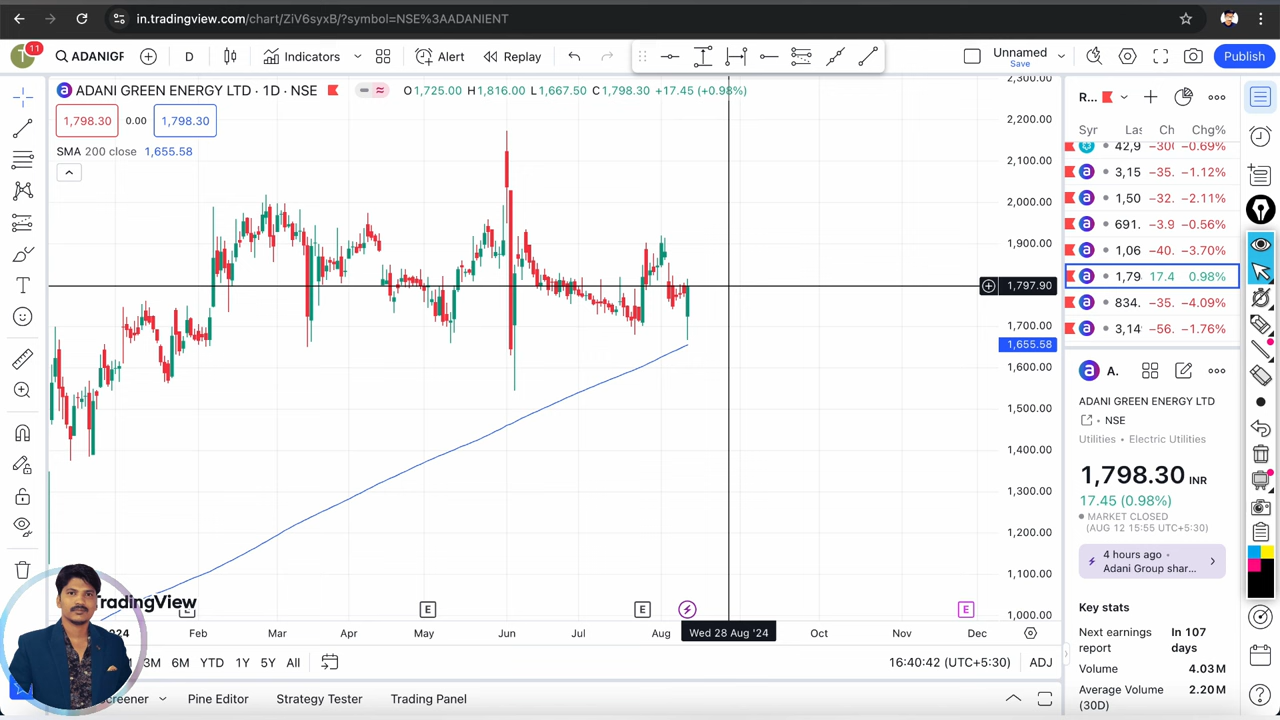 in.tradingview.com/chart/ZiV6syxB/?symbol=NSE%3AADANIENT
T 11 ADANIGR D Indicators Alert Replay Unnamed Save Publish
ADANI GREEN ENERGY LTD · 1D · NSE O1,725.00 H1,816.00 L1,667.50 C1,798.30 +17.45 (+0.98%)
1,798.30 0.00 1,798.30
SMA 200 close 1,655.58
2,300.00
2,200.00
2,100.00
2,000.00
1,900.00
1,797.90
1,700.00
1,655.58
1,600.00
1,500.00
1,400.00
1,300.00
1,200.00
1,100.00
1,000.00
TradingView
E E E
2024 Feb Mar Apr May Jun Jul Aug Wed 28 Aug '24 Oct Nov Dec
3M 6M YTD 1Y 5Y All 16:40:42 (UTC+5:30) ADJ
creener Pine Editor Strategy Tester Trading Panel
R...
Syr Las Ch Chg%
42,9 −30( −0.69%
3,15 −35. −1.12%
1,50 −32. −2.11%
691. −3.9 −0.56%
1,06 −40. −3.70%
1,79 17.4 0.98%
834. −35. −4.09%
3,14 −56. −1.76%
A.
ADANI GREEN ENERGY LTD
NSE
Utilities • Electric Utilities
1,798.30 INR
17.45 (0.98%)
MARKET CLOSED
(AUG 12 15:55 UTC+5:30)
4 hours ago •
Adani Group shar...
Key stats
Next earnings report In 107 days
Volume 4.03M
Average Volume (30D) 2.20M